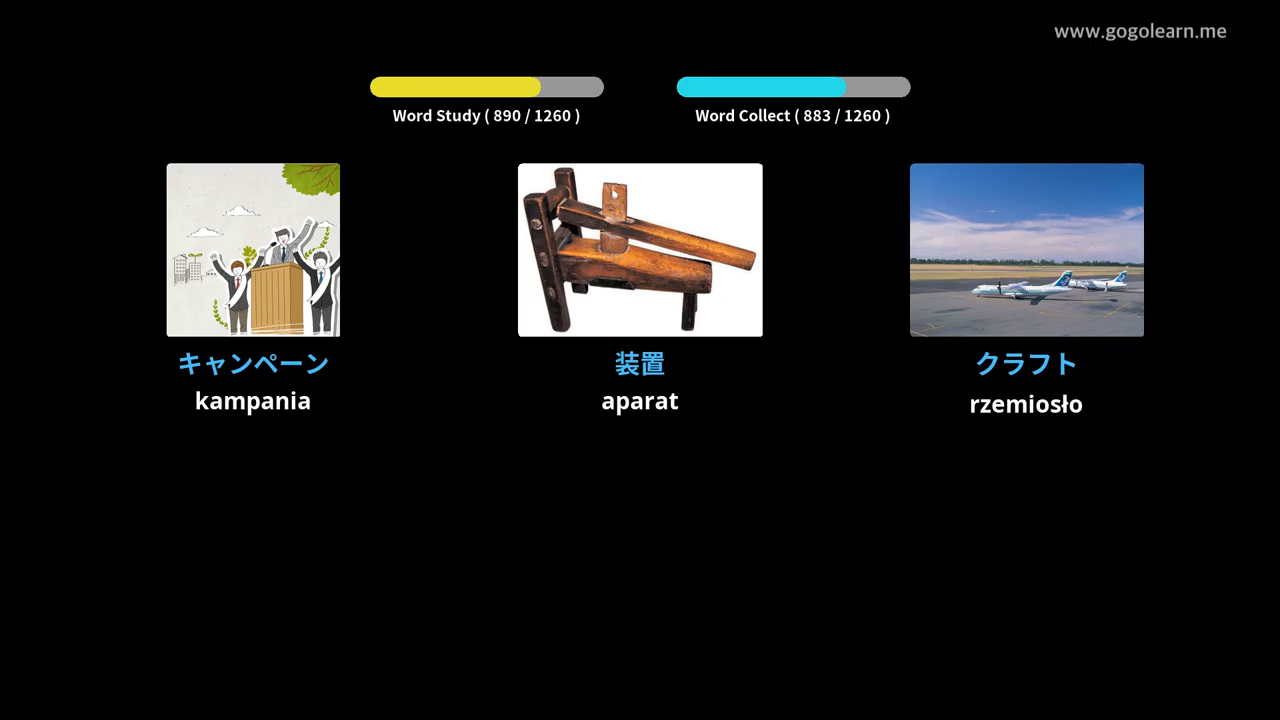 www.gogolearn.me
Word Study ( 890 / 1260 )
Word Collect ( 883 / 1260 )
キャンペーン
kampania
装置
aparat
クラフト
rzemiosło